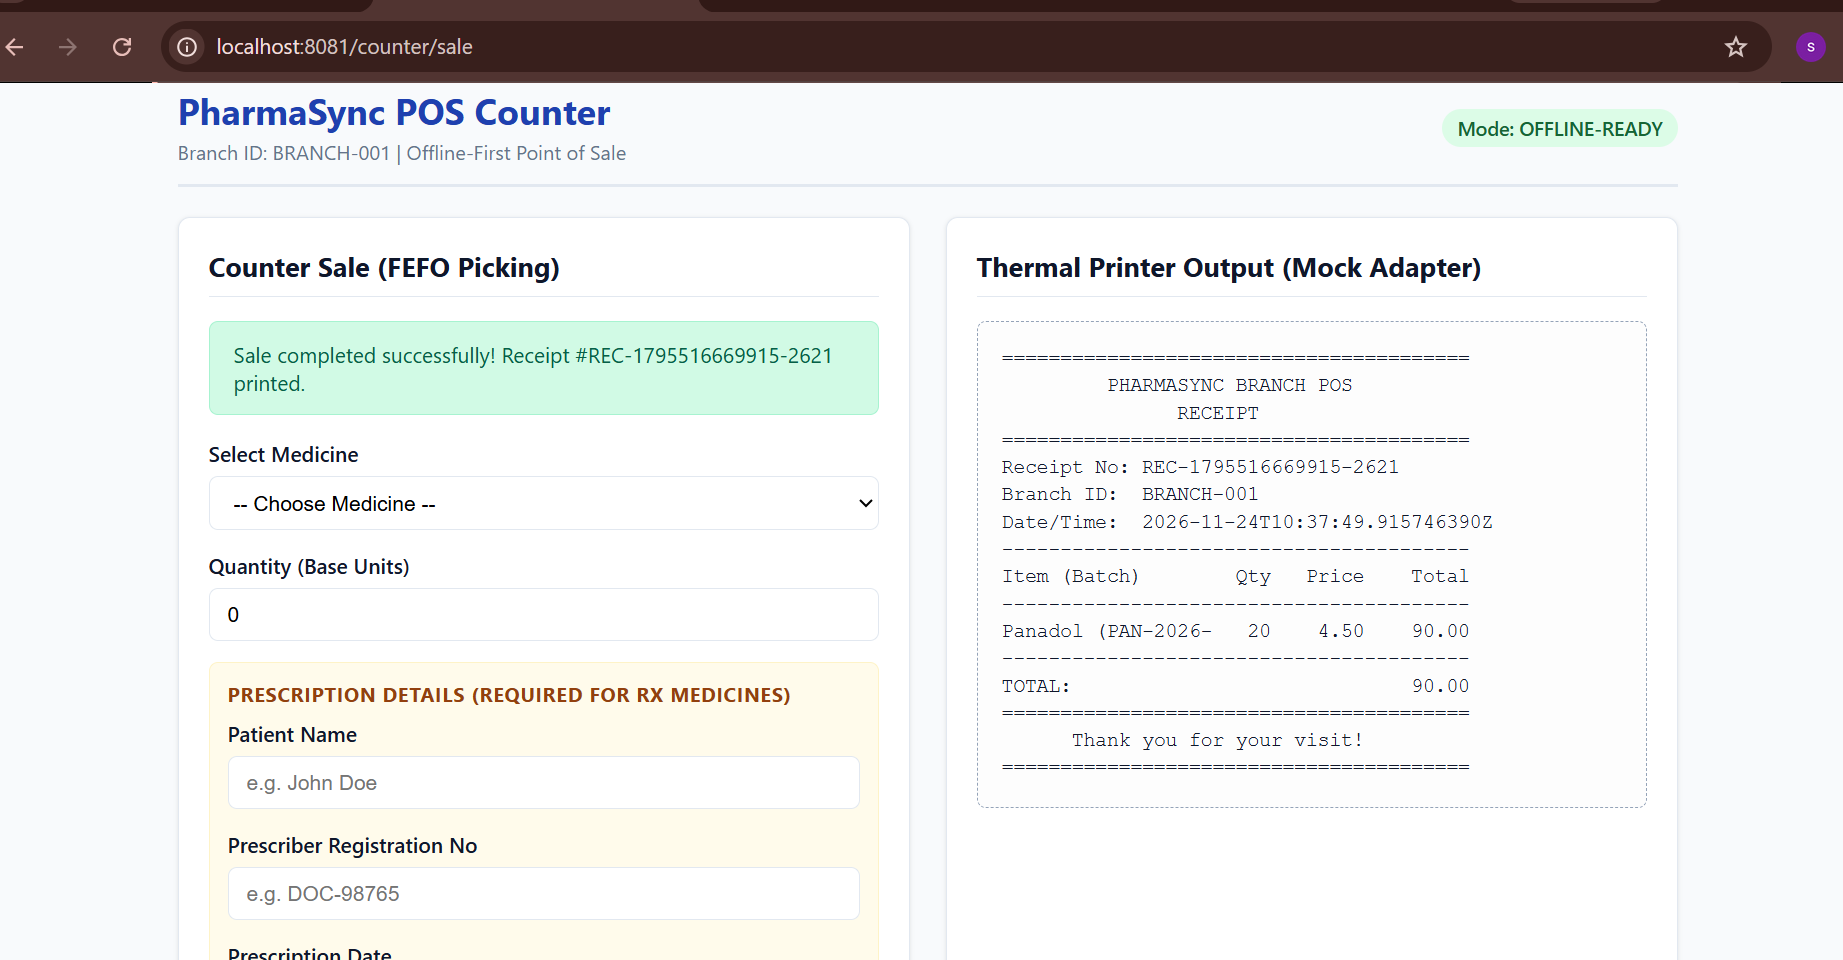 localhost:8081/counter/sale
S
PharmaSync POS Counter
Branch ID: BRANCH-001 | Offline-First Point of Sale
Mode: OFFLINE-READY
Counter Sale (FEFO Picking)
Sale completed successfully! Receipt #REC-1795516669915-2621
printed.
Select Medicine
-- Choose Medicine --
Quantity (Base Units)
0
PRESCRIPTION DETAILS (REQUIRED FOR RX MEDICINES)
Patient Name
e.g. John Doe
Prescriber Registration No
e.g. DOC-98765
Prescription Date
Thermal Printer Output (Mock Adapter)
========================================
PHARMASYNC BRANCH POS
RECEIPT
========================================
Receipt No: REC-1795516669915-2621
Branch ID:  BRANCH-001
Date/Time:  2026-11-24T10:37:49.915746390Z
----------------------------------------
Item (Batch)        Qty   Price    Total
----------------------------------------
Panadol (PAN-2026-   20    4.50    90.00
----------------------------------------
TOTAL:                             90.00
========================================
Thank you for your visit!
========================================